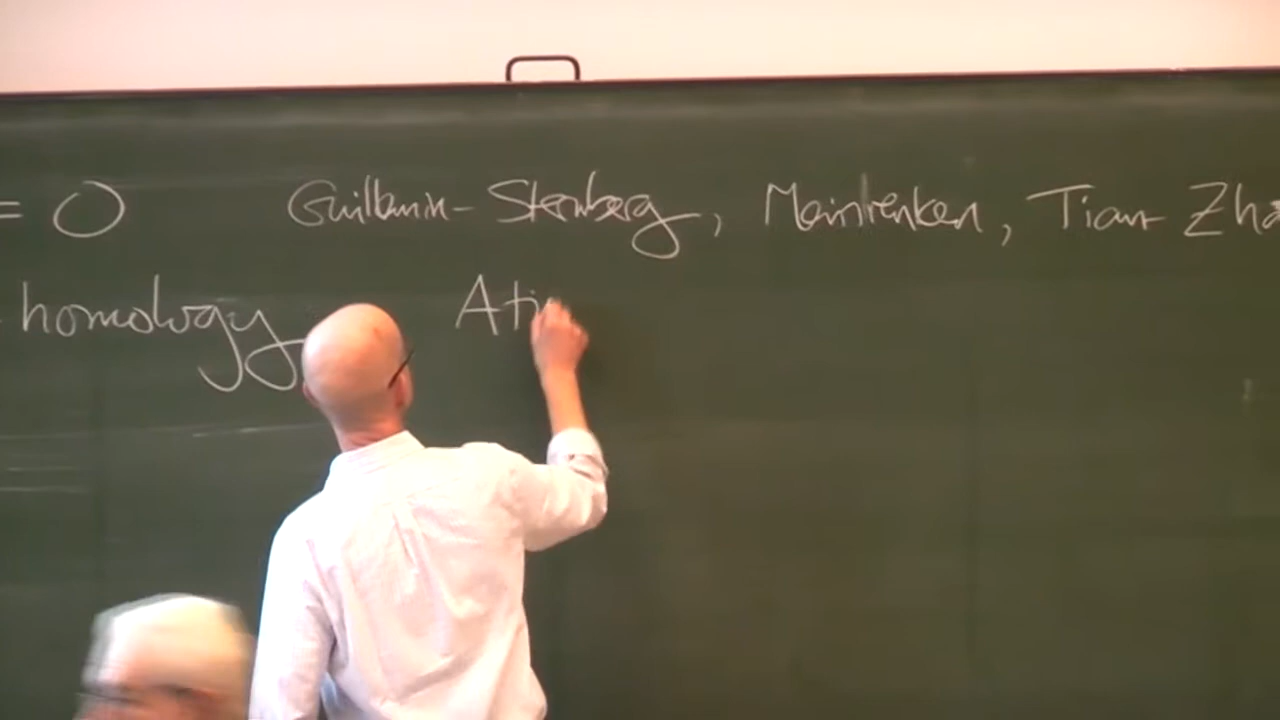 = 0 Guillemin-Sternberg, Meinrenken, Tian-Zha
homology Ati